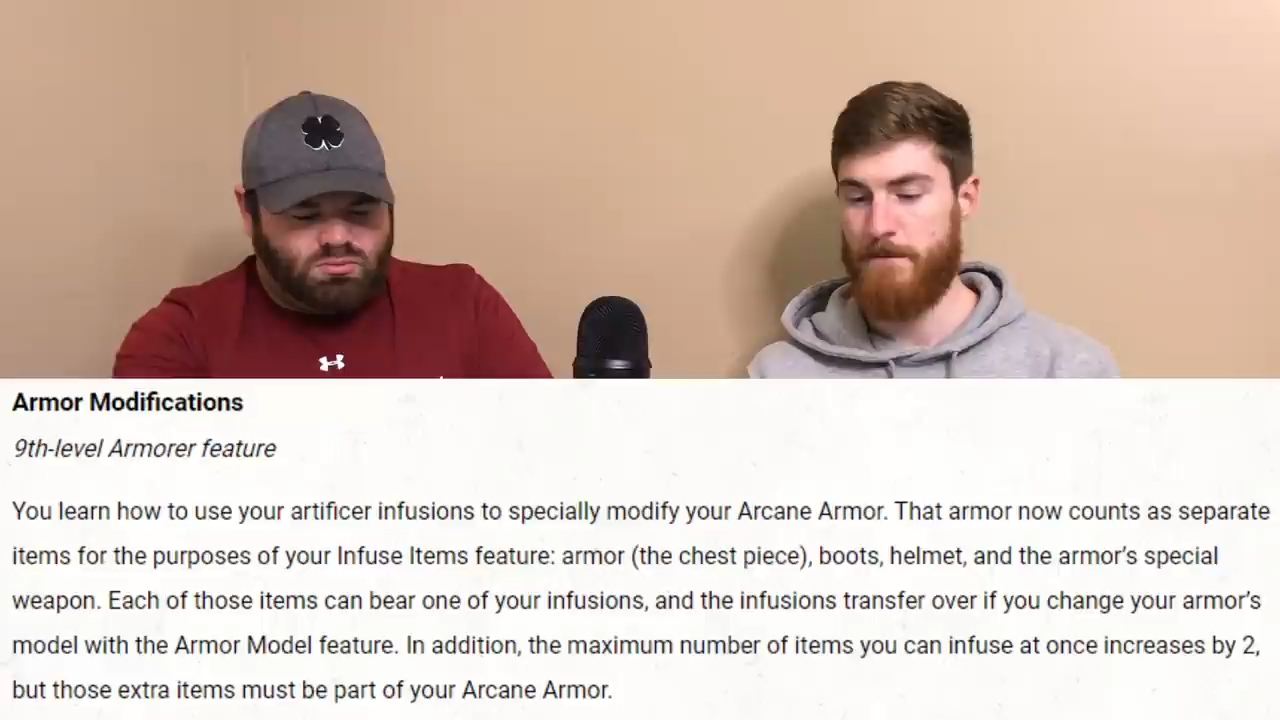 Armor Modifications
9th-level Armorer feature
You learn how to use your artificer infusions to specially modify your Arcane Armor. That armor now counts as separate
items for the purposes of your Infuse Items feature: armor (the chest piece), boots, helmet, and the armor’s special
weapon. Each of those items can bear one of your infusions, and the infusions transfer over if you change your armor’s
model with the Armor Model feature. In addition, the maximum number of items you can infuse at once increases by 2,
but those extra items must be part of your Arcane Armor.